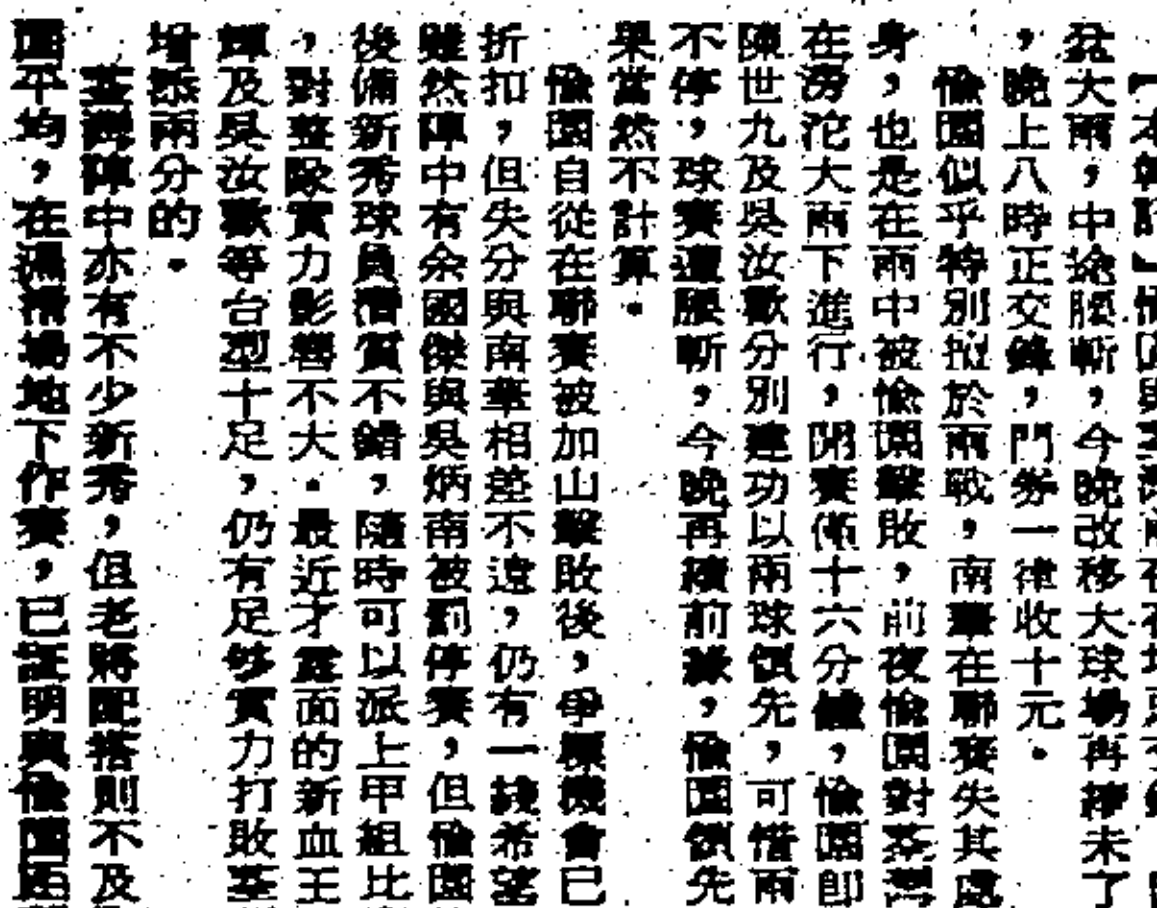 【本報訊】愉園與荃灣
盆大雨，中途腰斬，今晚改移大球場再續未了
，晚上八時正交鋒，門券一律收十元。
愉園似乎特別擅於雨戰，南華在聯賽失其處
身，也是在雨中被愉園擊敗，前夜愉園對荃灣
在滂沱大雨下進行，開賽僅十六分鐘，愉園即
陳世九及吳汝歡分別建功以兩球領先，可惜雨
不停，球賽遭腰斬，今晚再續前緣，愉園領先
果當然不計算。
愉園自從在聯賽被加山擊敗後，爭標機會已
折扣，但失分與南華相差不遠，仍有一綫希望
雖然陣中有余國傑與吳炳南被罰停賽，但愉園
後備新秀球員潛質不錯，隨時可以派上甲組比
，對整隊實力影響不大。最近才露面的新血王
輝及吳汝歡等台型十足，仍有足够實力打敗荃
增添兩分的。
荃灣陣中亦有不少新秀，但老將配搭則不及
園平均，在濕滑場地下作賽，已証明與愉園距